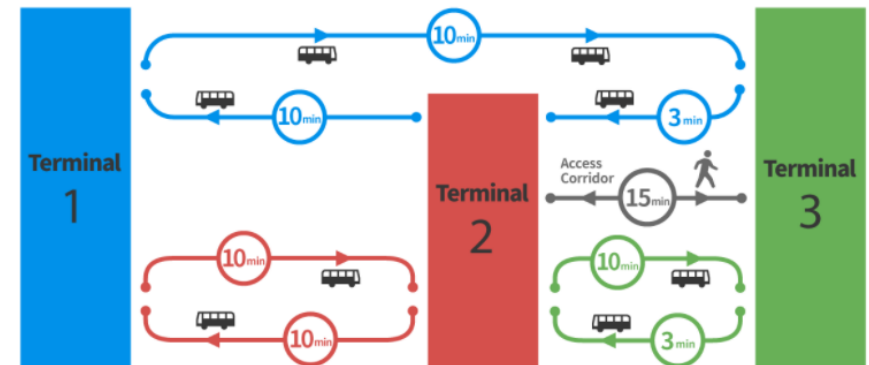 10min
10min
3min
Terminal
1
Terminal
2
Access
Corridor
15min
Terminal
3
10min
10min
10min
3min